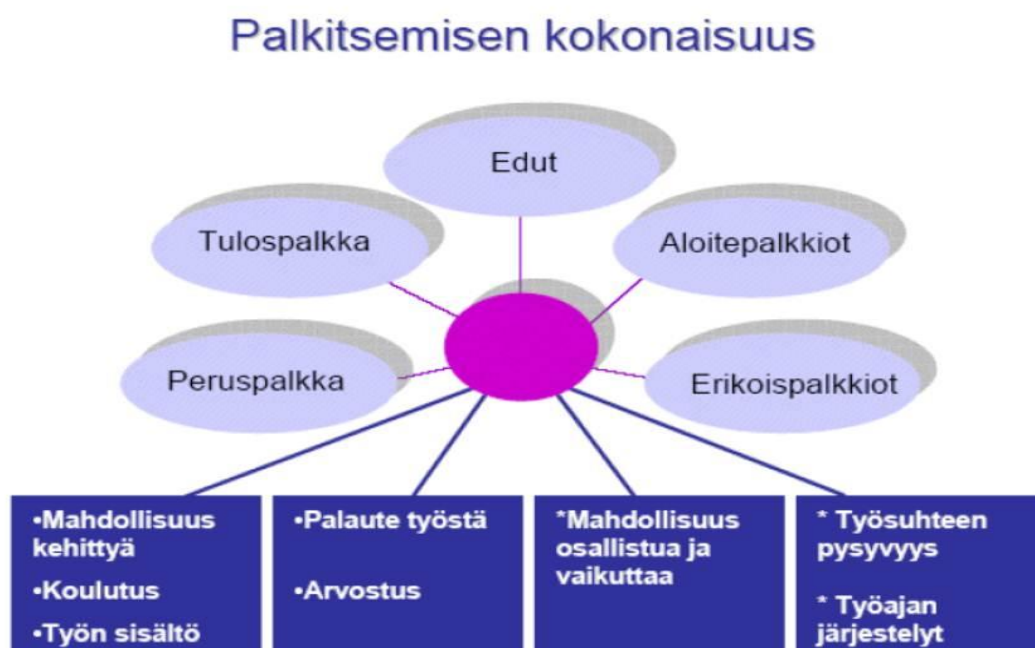 Palkitsemisen kokonaisuus
Edut
Tulospalkka
Aloitepalkkiot
Peruspalkka
Erikoispalkkiot
•Mahdollisuus
kehittyä
•Koulutus
•Työn sisältö
•Palaute työstä
•Arvostus
*Mahdollisuus
osallistua ja
vaikuttaa
* Työsuhteen
pysyvyys
* Työajan
järjestelyt